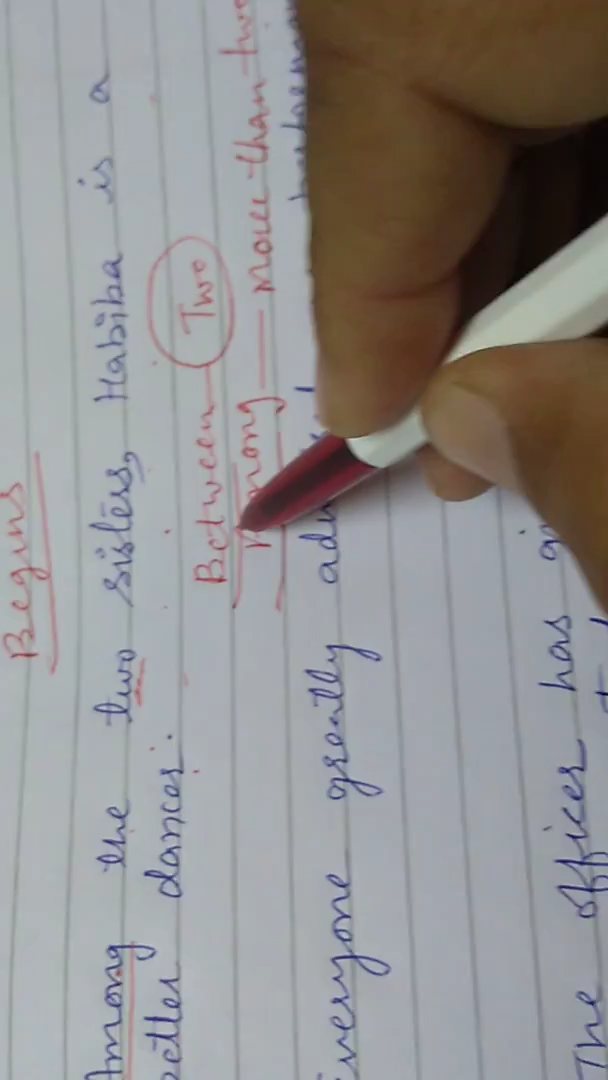 Begins
Among the two sisters, Habiba is a
better dancer.
Between — Two
Among — More than two
Everyone greatly
The officer has